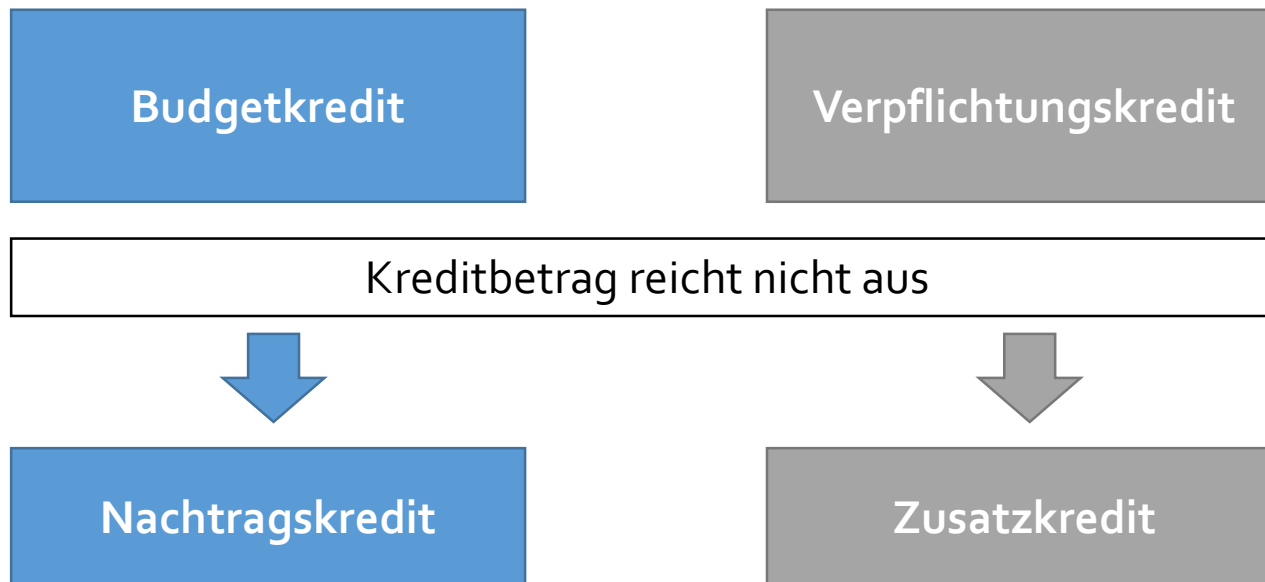 Budgetkredit
Verpflichtungskredit
Kreditbetrag reicht nicht aus
Nachtragskredit
Zusatzkredit